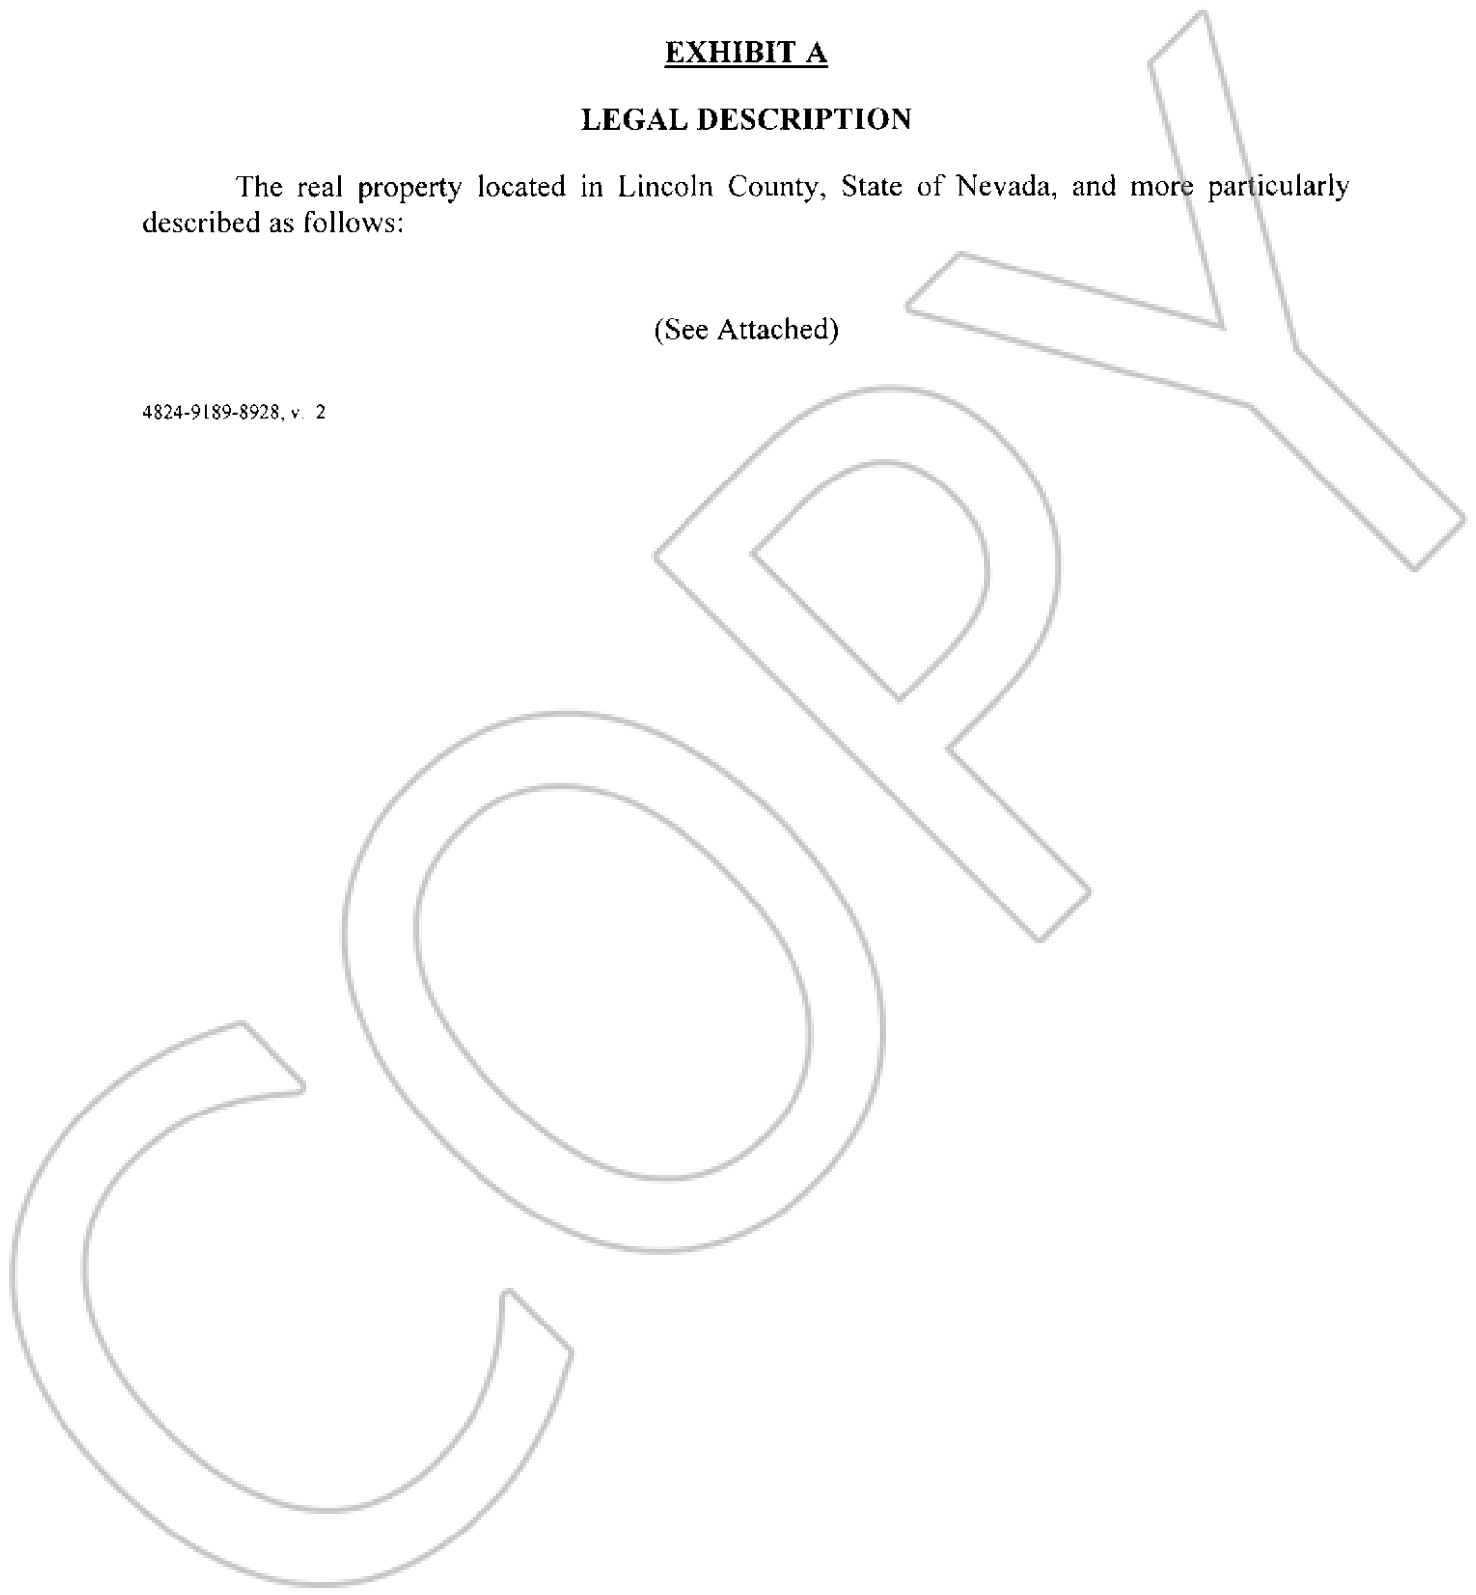 EXHIBIT A
LEGAL DESCRIPTION
The real property located in Lincoln County, State of Nevada, and more particularly
described as follows:
(See Attached)
4824-9189-8928, v. 2
COPY